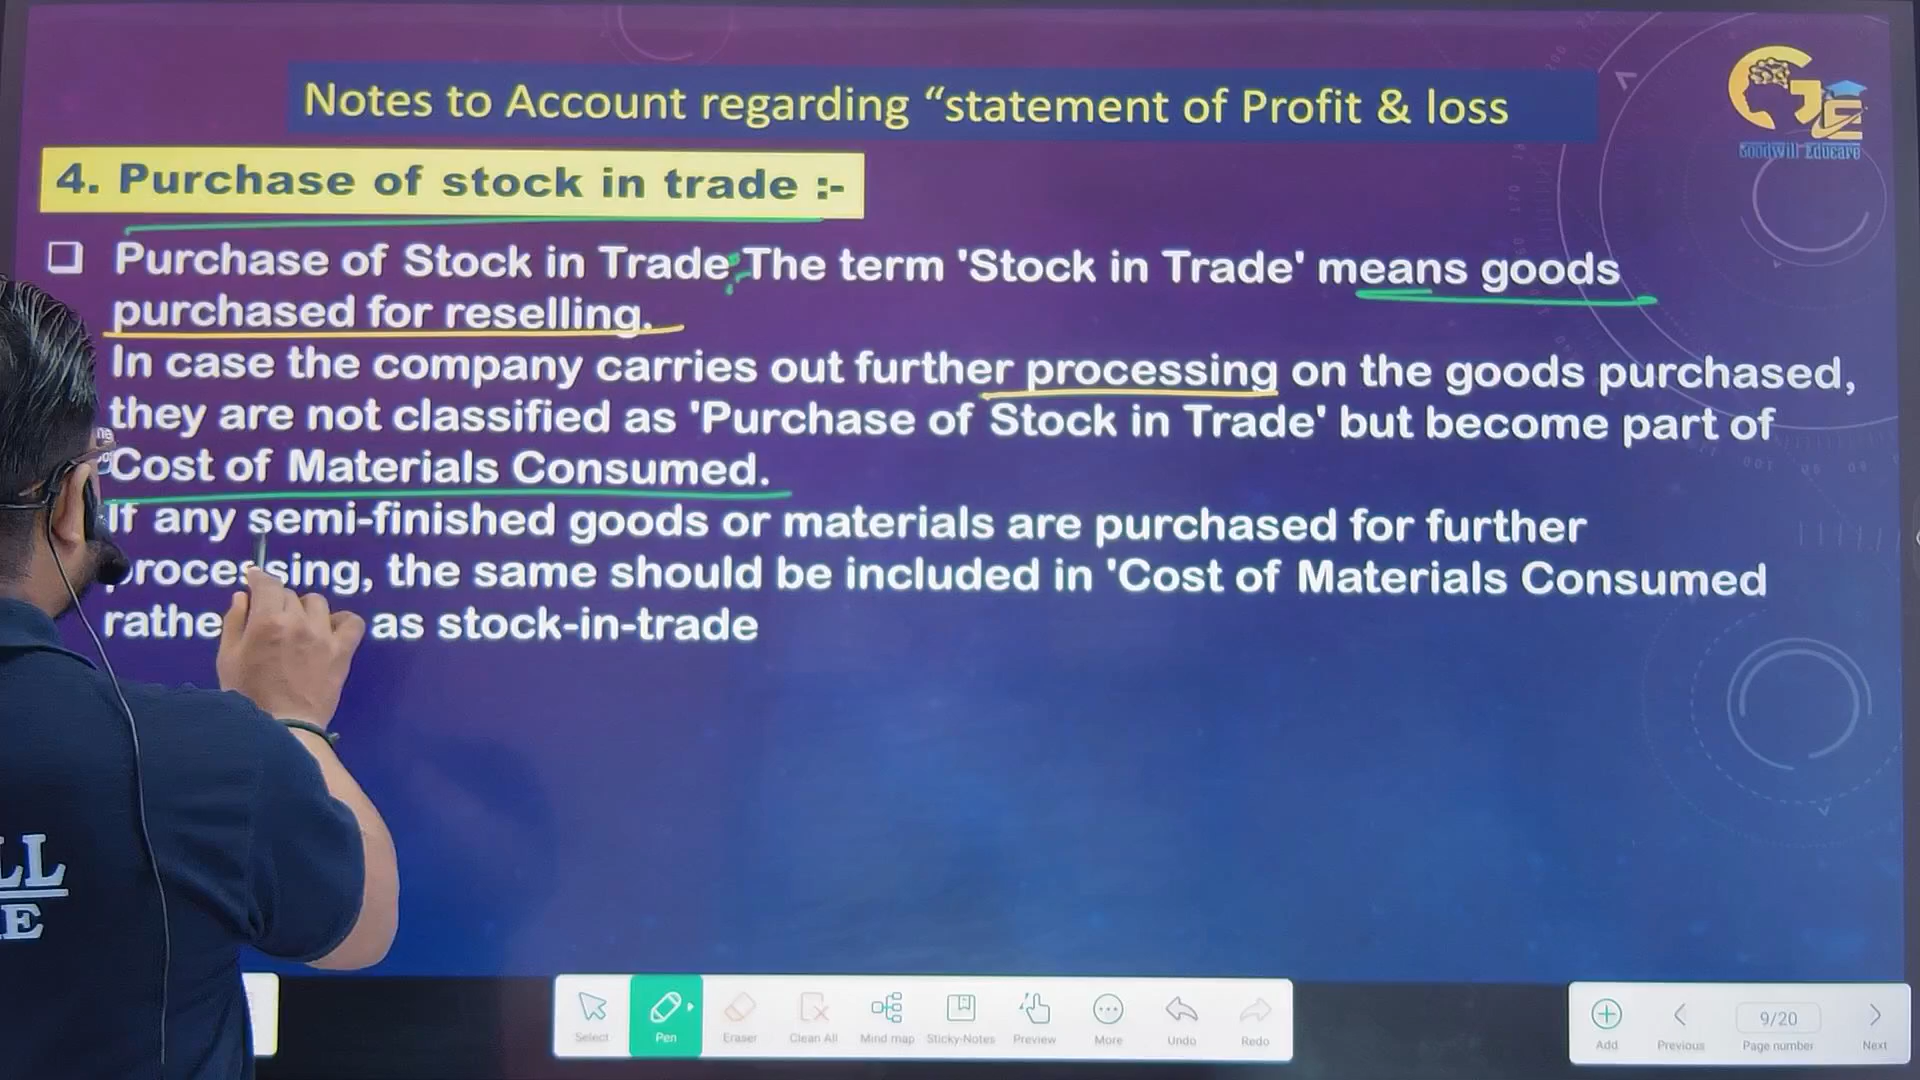 Notes to Account regarding “statement of Profit & loss
Goodwill Educare
4. Purchase of stock in trade :-
Purchase of Stock in Trade The term 'Stock in Trade' means goods
purchased for reselling.
In case the company carries out further processing on the goods purchased,
they are not classified as 'Purchase of Stock in Trade' but become part of
Cost of Materials Consumed.
If any semi-finished goods or materials are purchased for further
processing, the same should be included in 'Cost of Materials Consumed
as stock-in-trade
LL
E
Select
Pen
Eraser
Clean All
Mind map
Sticky-Notes
Preview
More
Undo
Redo
Add
Previous
9/20
Page number
Next